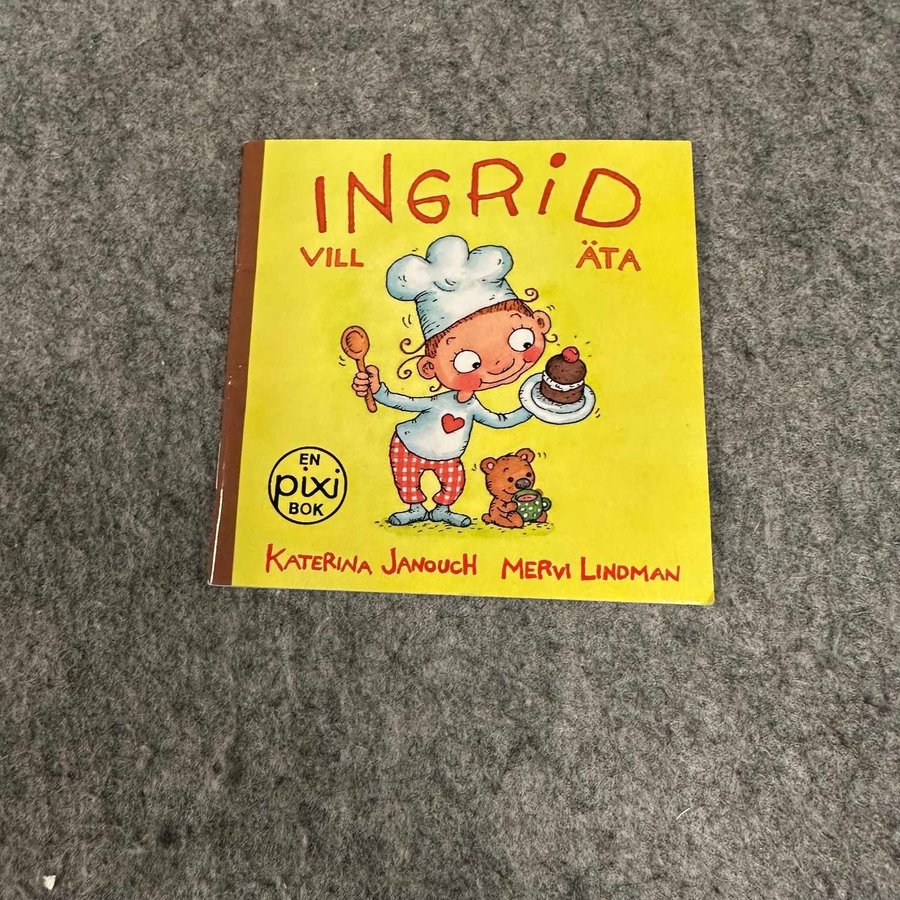 INGRID
VILL ÄTA
EN
pixi
BOK
KATERINA JANOUCH MERVI LINDMAN